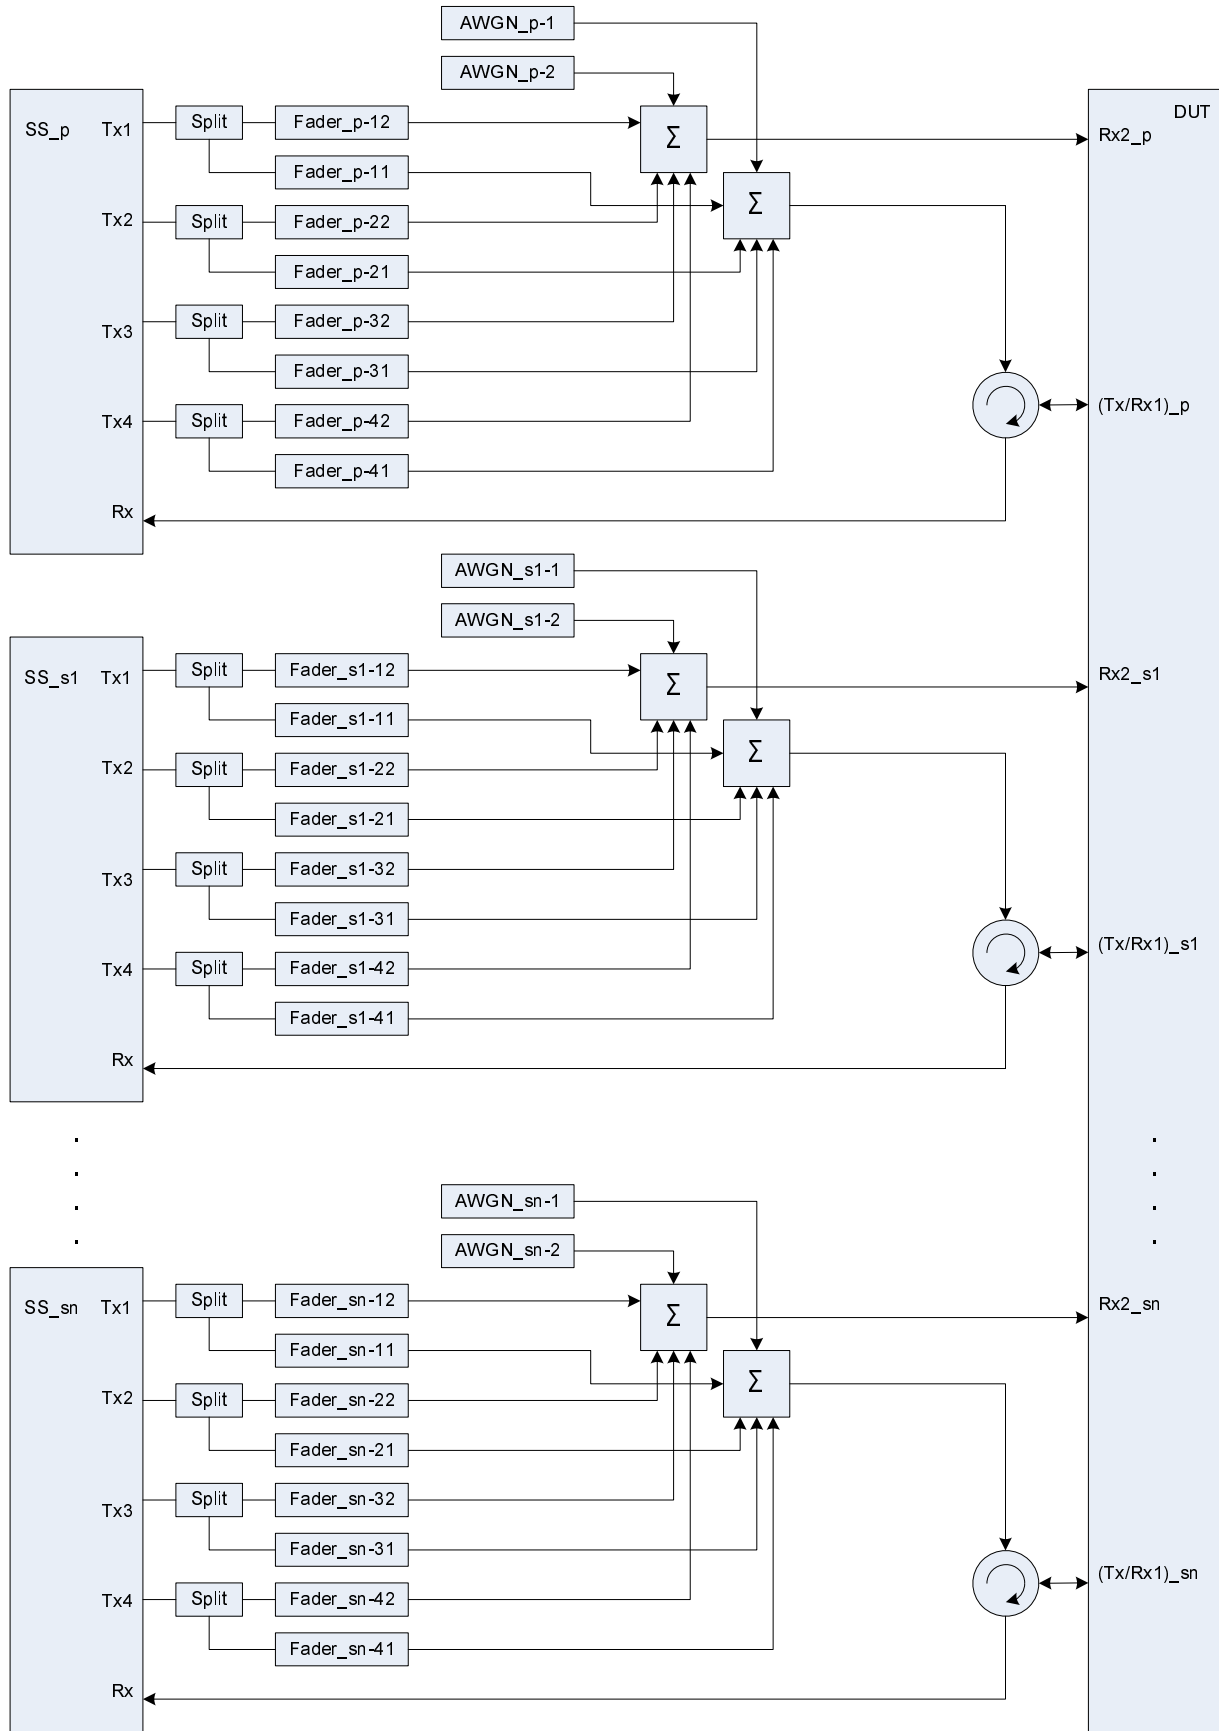 AWGN_p-1
AWGN_p-2
DUT
SS_p
Tx1
Split
Fader_p-12
Σ
Rx2_p
Fader_p-11
Tx2
Split
Fader_p-22
Σ
Fader_p-21
Tx3
Split
Fader_p-32
Fader_p-31
Tx4
Split
Fader_p-42
(Tx/Rx1)_p
Fader_p-41
Rx
AWGN_s1-1
AWGN_s1-2
SS_s1
Tx1
Split
Fader_s1-12
Σ
Rx2_s1
Fader_s1-11
Tx2
Split
Fader_s1-22
Σ
Fader_s1-21
Tx3
Split
Fader_s1-32
Fader_s1-31
Tx4
Split
Fader_s1-42
(Tx/Rx1)_s1
Fader_s1-41
Rx
.
.
.
.
.
.
.
.
AWGN_sn-1
AWGN_sn-2
SS_sn
Tx1
Split
Fader_sn-12
Σ
Rx2_sn
Fader_sn-11
Tx2
Split
Fader_sn-22
Σ
Fader_sn-21
Tx3
Split
Fader_sn-32
Fader_sn-31
Tx4
Split
Fader_sn-42
(Tx/Rx1)_sn
Fader_sn-41
Rx